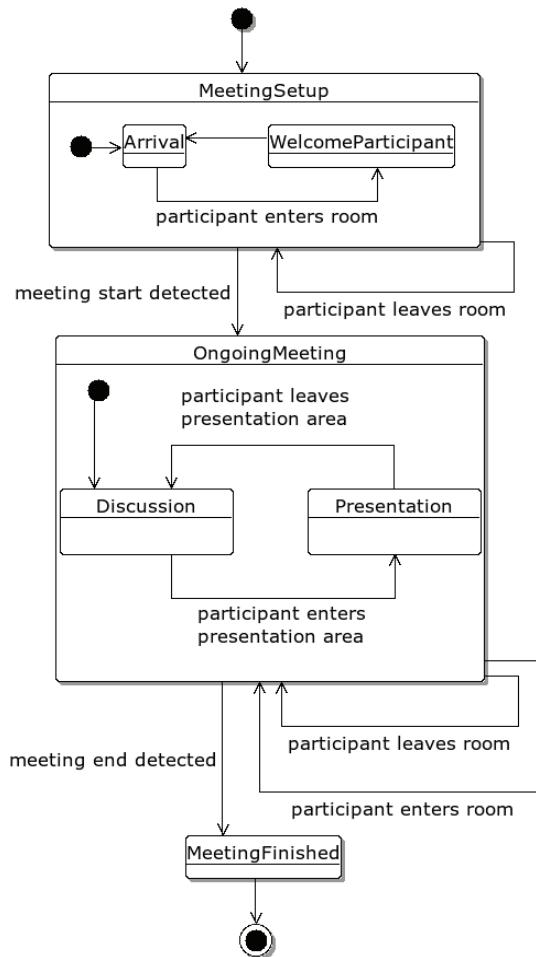 MeetingSetup
Arrival
WelcomeParticipant
participant enters room
meeting start detected
participant leaves room
OngoingMeeting
participant leaves
presentation area
Discussion
Presentation
participant enters
presentation area
participant leaves room
meeting end detected
participant enters room
MeetingFinished